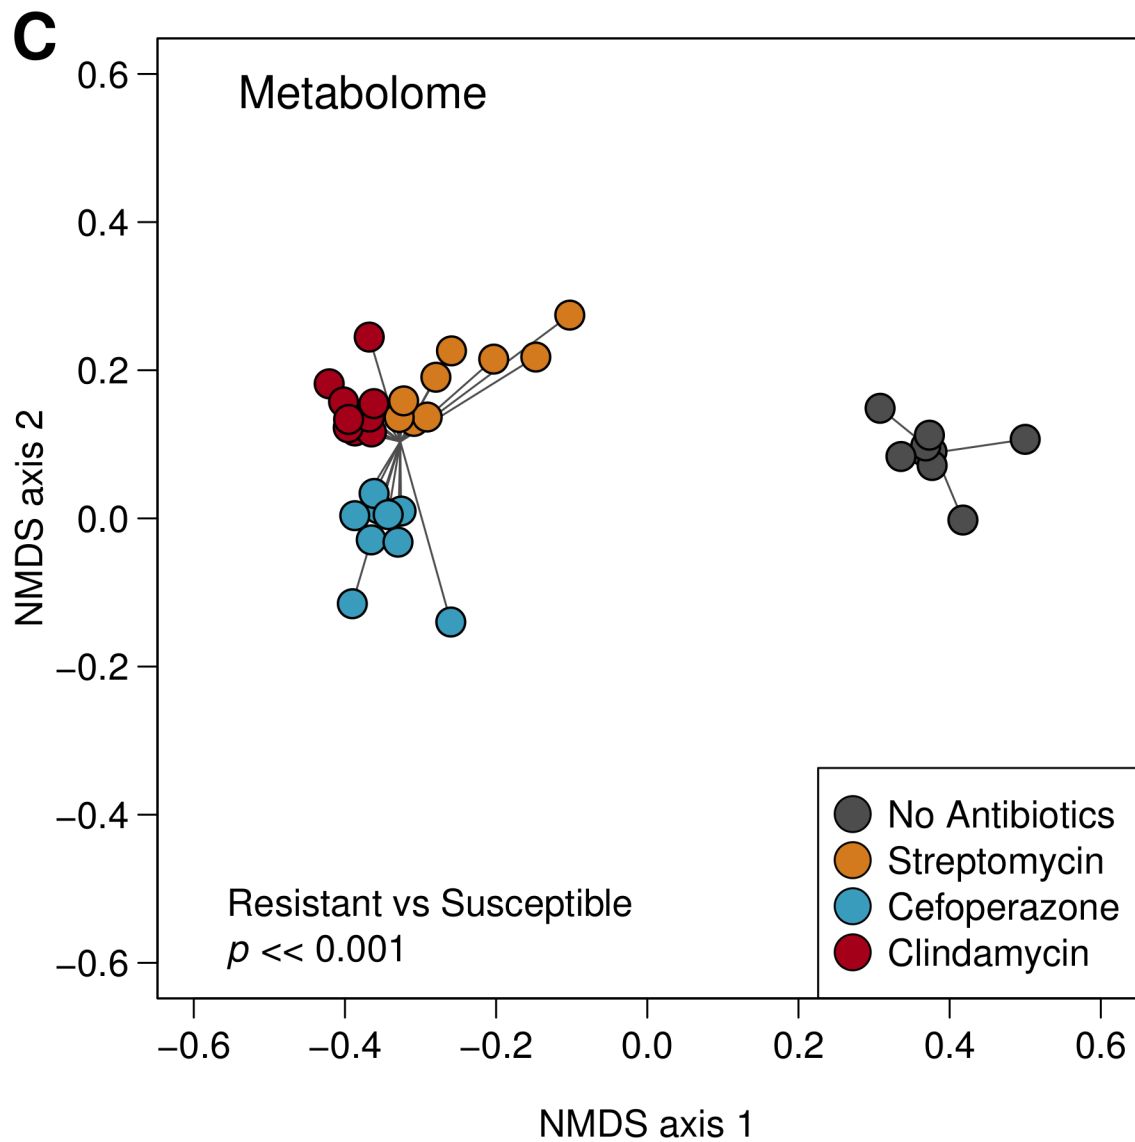 C
Metabolome
0.6
0.4
0.2
0.0
−0.2
−0.4
−0.6
NMDS axis 2
Resistant vs Susceptible
p << 0.001
No Antibiotics
Streptomycin
Cefoperazone
Clindamycin
−0.6 −0.4 −0.2 0.0 0.2 0.4 0.6
NMDS axis 1